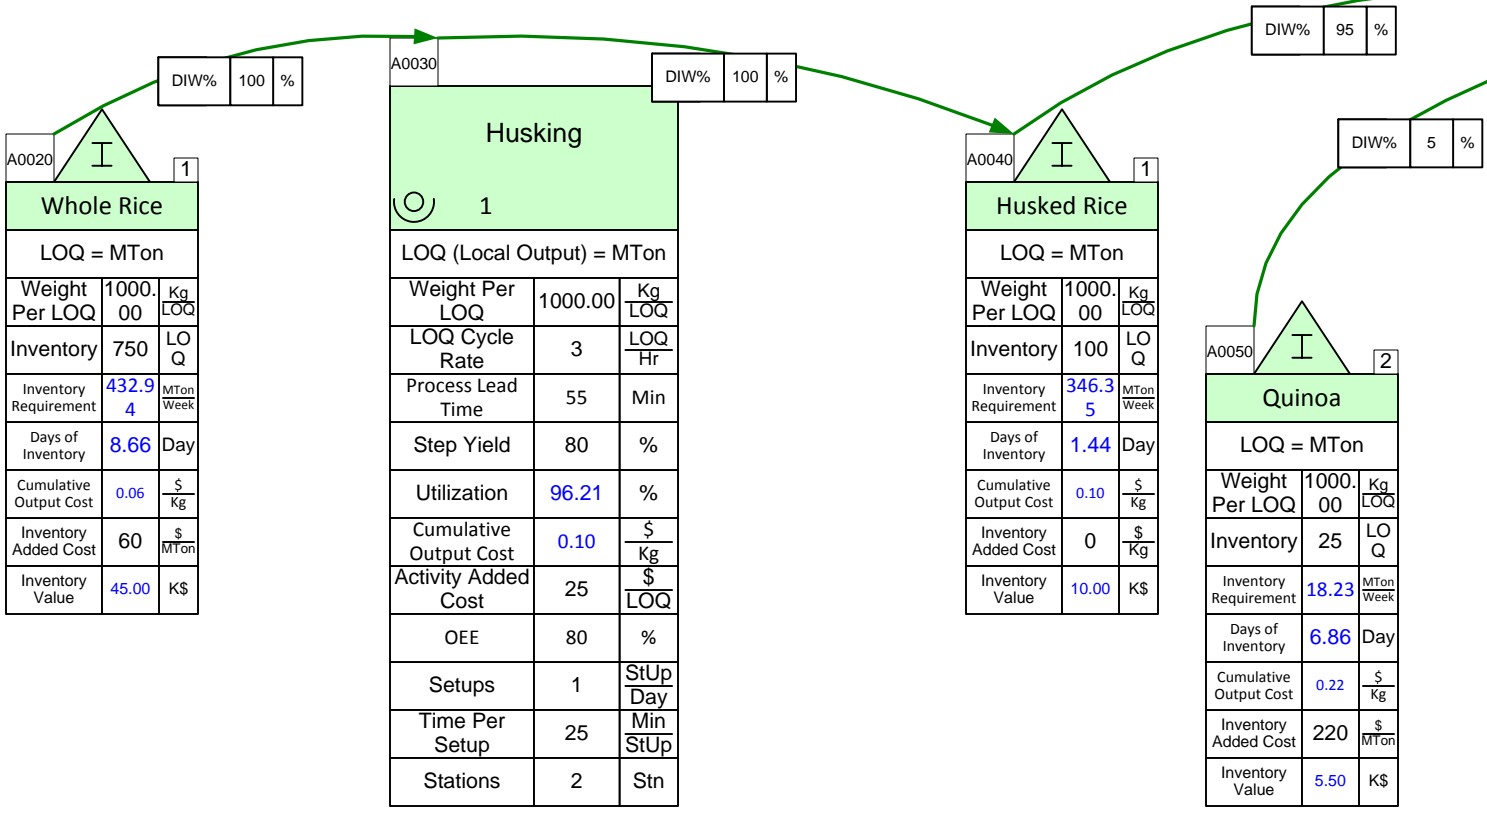 DIW% 100 %
A0020
I
1
Whole Rice
LOQ = MTon
Weight
Per LOQ
1000.
00
Kg
LOQ
Inventory 750 LO
Q
Inventory
Requirement
432.9
4
MTon
Week
Days of
Inventory
8.66 Day
Cumulative
Output Cost
0.06
$
Kg
Inventory
Added Cost
60
$
MTon
Inventory
Value
45.00 K$
A0030
Husking
1
LOQ (Local Output) = MTon
Weight Per
LOQ
1000.00
Kg
LOQ
LOQ Cycle
Rate
3
LOQ
Hr
Process Lead
Time
55 Min
Step Yield 80 %
Utilization 96.21 %
Cumulative
Output Cost
0.10
$
Kg
Activity Added
Cost
25
$
LOQ
OEE 80 %
Setups 1
StUp
Day
Time Per
Setup
25
Min
StUp
Stations 2 Stn
DIW% 100 %
A0040
I
1
Husked Rice
LOQ = MTon
Weight
Per LOQ
1000.
00
Kg
LOQ
Inventory 100 LO
Q
Inventory
Requirement
346.3
5
MTon
Week
Days of
Inventory
1.44 Day
Cumulative
Output Cost
0.10
$
Kg
Inventory
Added Cost
0
$
Kg
Inventory
Value
10.00 K$
DIW% 95 %
DIW% 5 %
A0050
I
2
Quinoa
LOQ = MTon
Weight
Per LOQ
1000.
00
Kg
LOQ
Inventory 25 LO
Q
Inventory
Requirement
18.23
MTon
Week
Days of
Inventory
6.86 Day
Cumulative
Output Cost
0.22
$
Kg
Inventory
Added Cost
220
$
MTon
Inventory
Value
5.50 K$